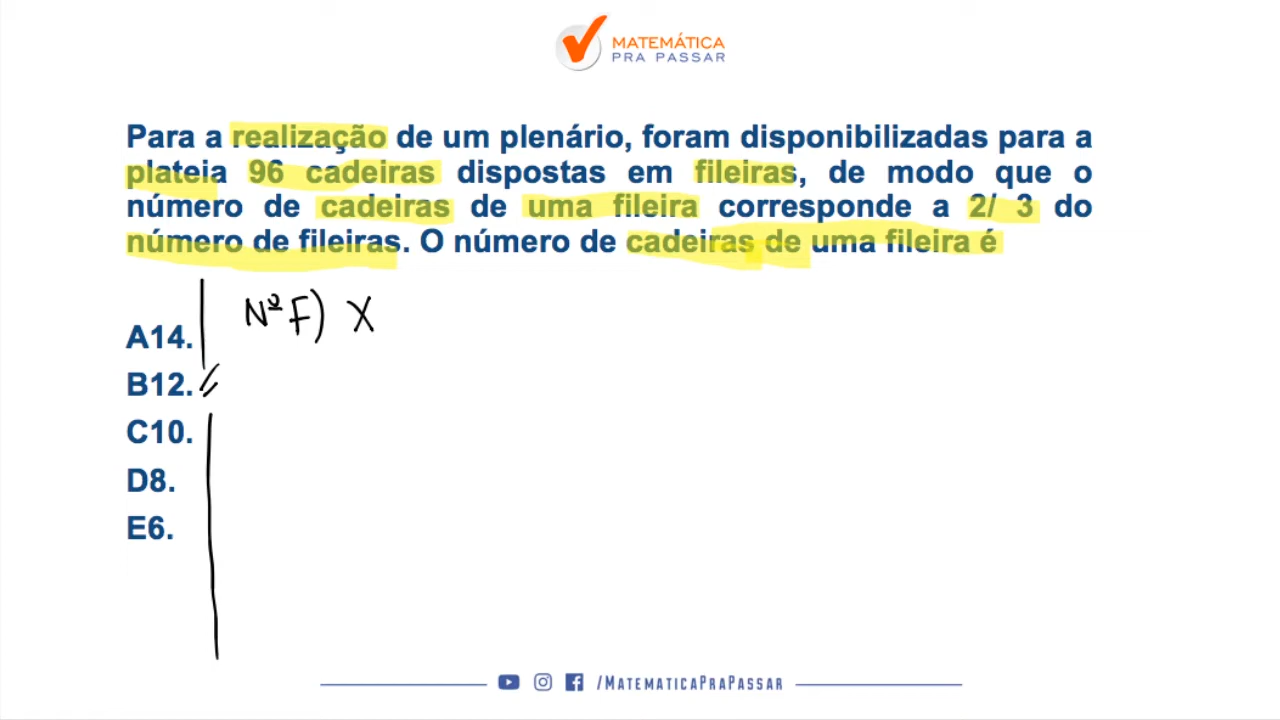 MATEMÁTICA
PRA PASSAR
Para a realização de um plenário, foram disponibilizadas para a
plateia 96 cadeiras dispostas em fileiras, de modo que o
número de cadeiras de uma fileira corresponde a 2/ 3 do
número de fileiras. O número de cadeiras de uma fileira é
Nº F) X
A14.
B12.
C10.
D8.
E6.
/MATEMATICAPRAPASSAR